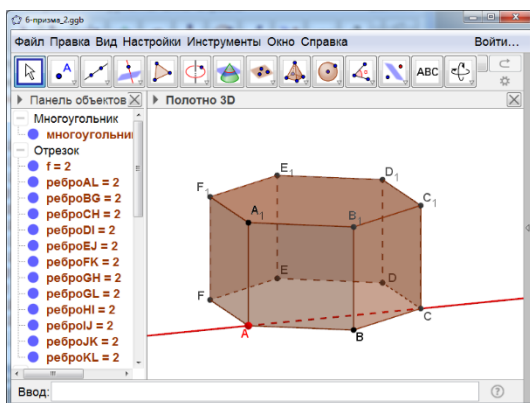 6-призма_2.ggb
Файл Правка Вид Настройки Инструменты Окно Справка Войти...
A ABC
Панель объектов
Полотно 3D
Многоугольник
многоугольни
Отрезок
f = 2
реброAL = 2
реброBG = 2
реброCH = 2
реброDI = 2
реброEJ = 2
реброFK = 2
реброGH = 2
реброGL = 2
реброHI = 2
реброIJ = 2
реброJK = 2
реброKL = 2
E1 D1
F1 C1
A1 B1
E D
F C
A B
Ввод: